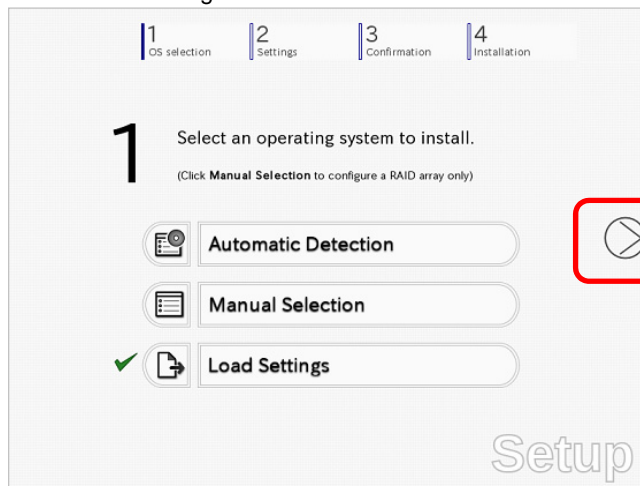 1
OS selection
2
Settings
3
Confirmation
4
Installation
1
Select an operating system to install.
(Click Manual Selection to configure a RAID array only)
Automatic Detection
Manual Selection
Load Settings
Setup